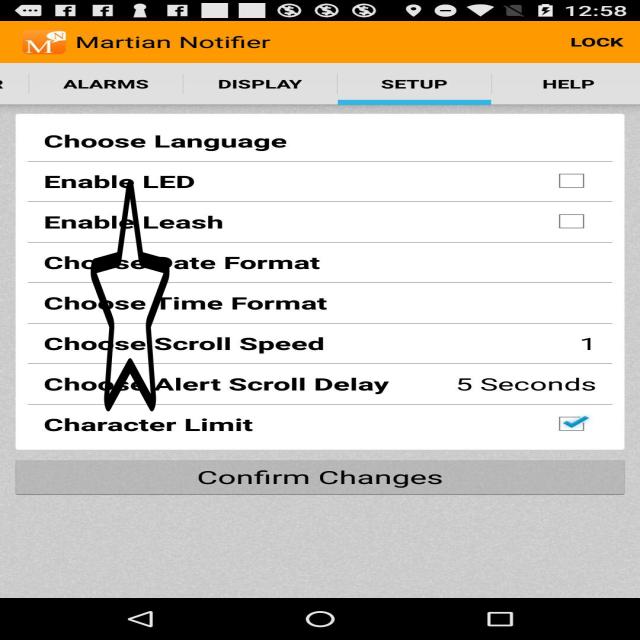 12:58
M N Martian Notifier LOCK
R ALARMS DISPLAY SETUP HELP
Choose Language
Enable LED
Enable Leash
Choose Date Format
Choose Time Format
Choose Scroll Speed 1
Choose Alert Scroll Delay 5 Seconds
Character Limit
Confirm Changes